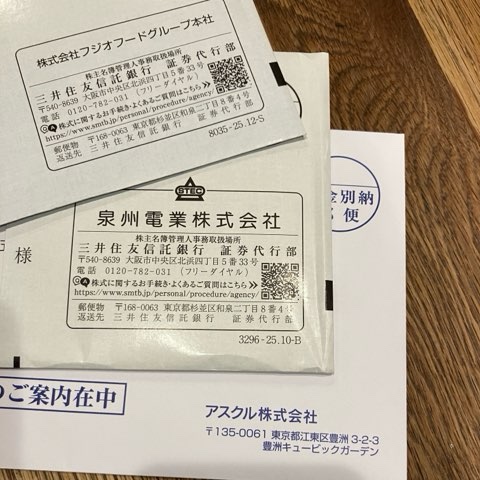 株式会社フジオフードグループ本社
株主名簿管理人事務取扱場所
三井住友信託銀行 証券代行部
〒540-8639 大阪市中央区北浜四丁目5番33号
電話 0120-782-031 (フリーダイヤル)
Q A 株式に関するお手続き・よくあるご質問はこちら
https://www.smtb.jp/personal/procedure/agency/
郵便物 〒168-0063 東京都杉並区和泉二丁目8番4号
返送先 三井住友信託銀行 証券代行部
8035-25.12-S
金別納
郵便
STEC
泉州電業株式会社
株主名簿管理人事務取扱場所
三井住友信託銀行 証券代行部
〒540-8639 大阪市中央区北浜四丁目5番33号
電話 0120-782-031 (フリーダイヤル)
Q A 株式に関するお手続き・よくあるご質問はこちら
https://www.smtb.jp/personal/procedure/agency/
郵便物 〒168-0063 東京都杉並区和泉二丁目8番4号
返送先 三井住友信託銀行 証券代行部
様
3296-25.10-B
のご案内在中
アスクル株式会社
〒135-0061 東京都江東区豊洲 3-2-3
豊洲キュービックガーデン